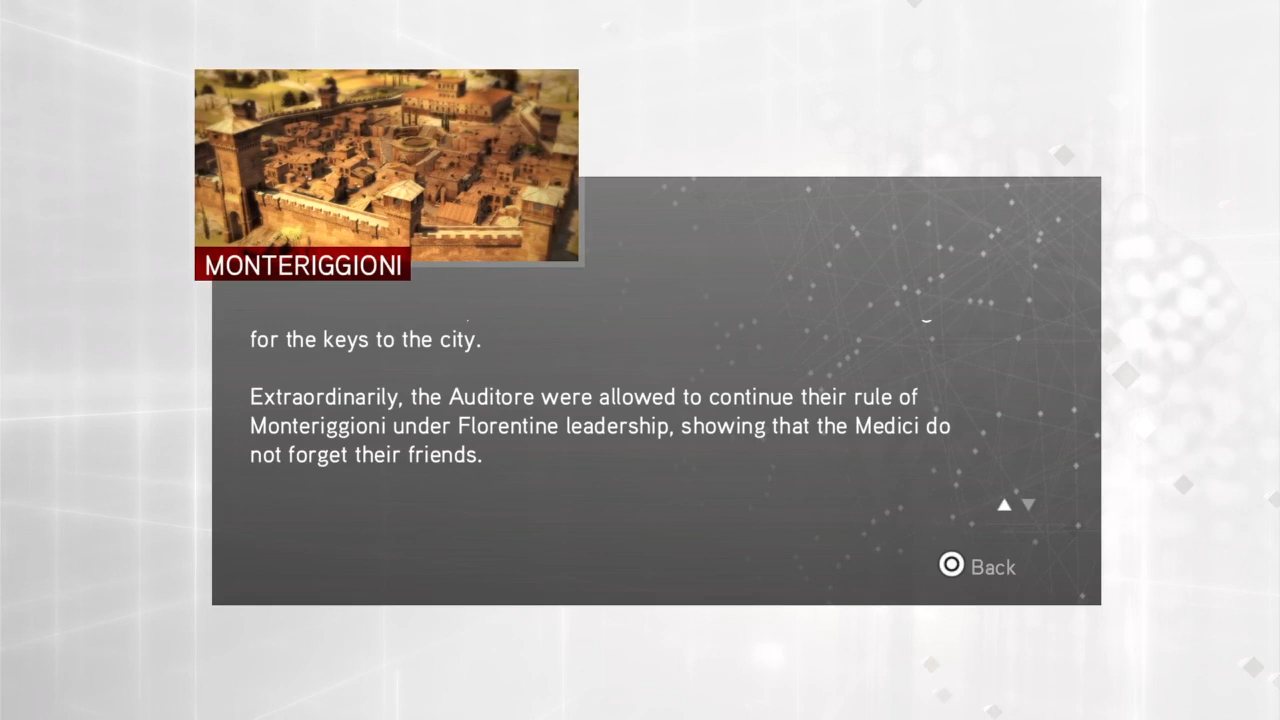 MONTERIGGIONI
for the keys to the city.
Extraordinarily, the Auditore were allowed to continue their rule of
Monteriggioni under Florentine leadership, showing that the Medici do
not forget their friends.
Back